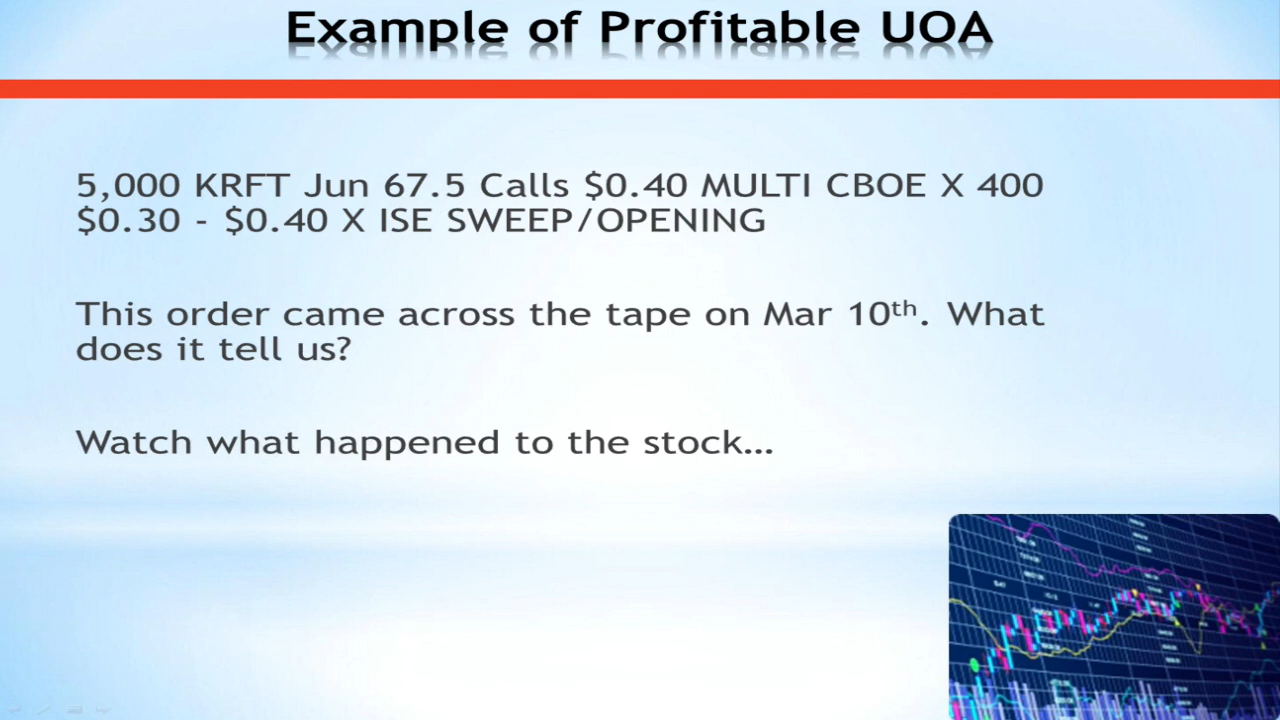 Example of Profitable UOA
5,000 KRFT Jun 67.5 Calls $0.40 MULTI CBOE X 400
$0.30 - $0.40 X ISE SWEEP/OPENING
This order came across the tape on Mar 10th. What
does it tell us?
Watch what happened to the stock...